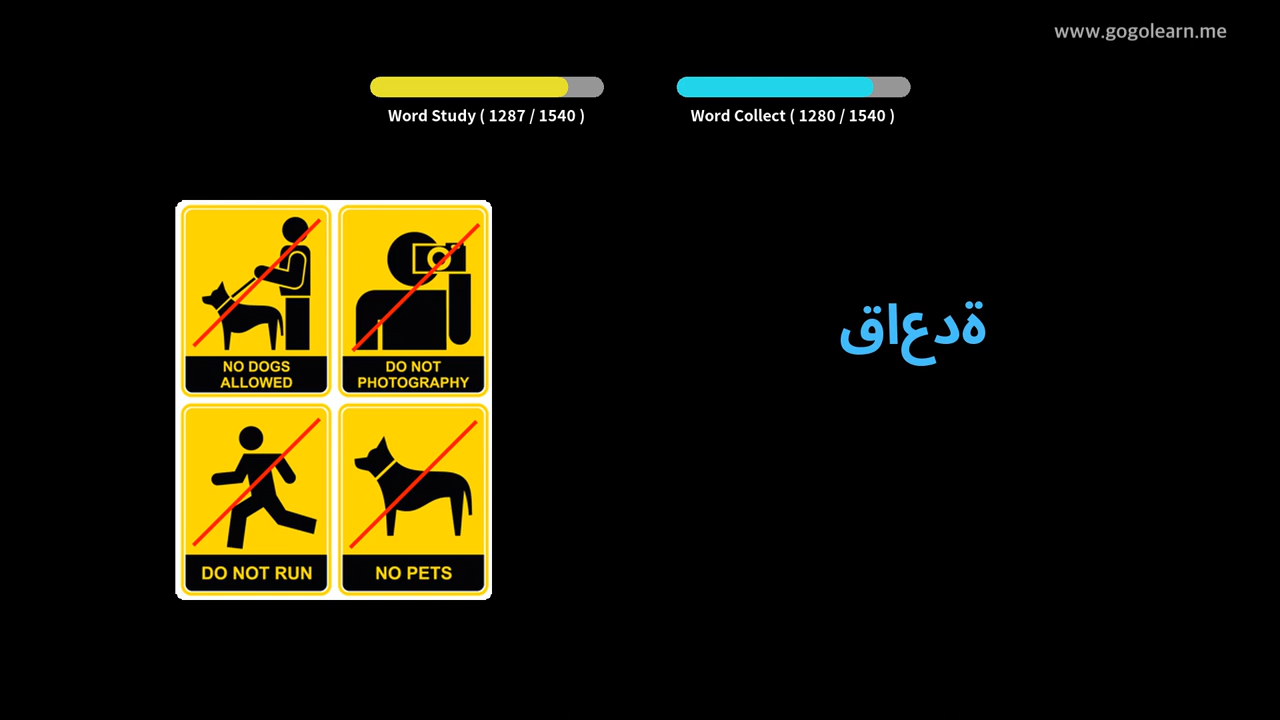 www.gogolearn.me
Word Study ( 1287 / 1540 )
Word Collect ( 1280 / 1540 )
NO DOGS
ALLOWED
DO NOT
PHOTOGRAPHY
قاعدة
DO NOT RUN
NO PETS